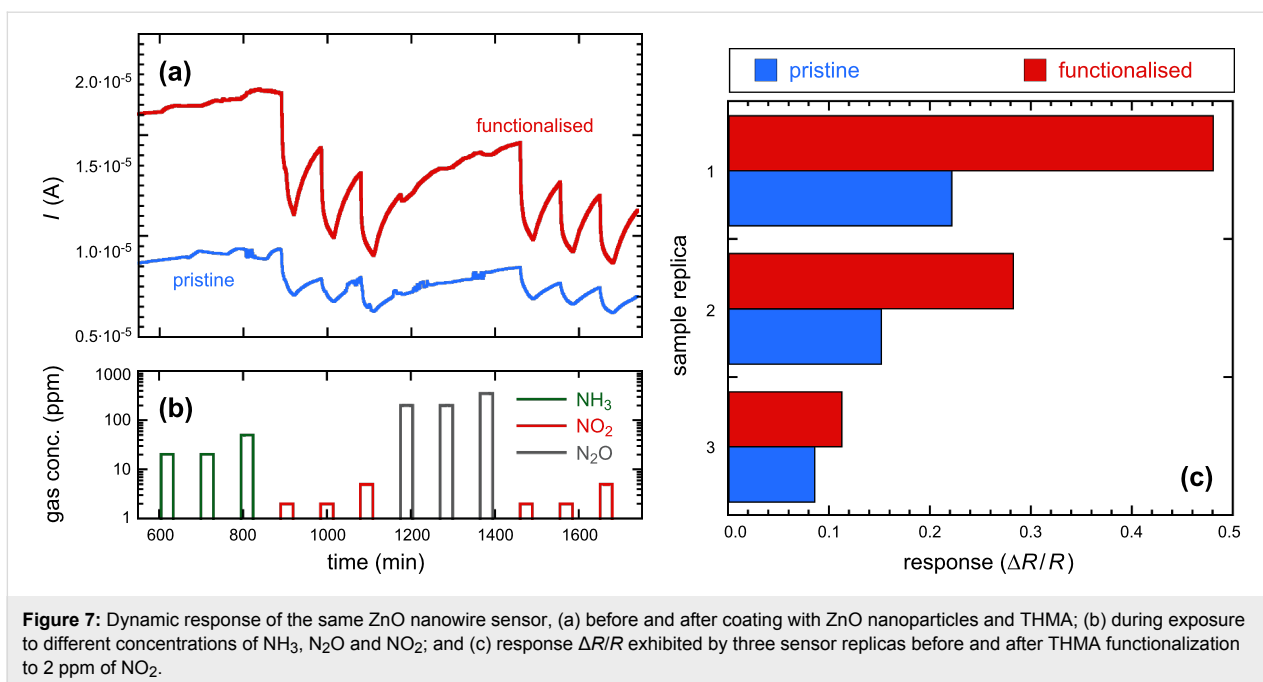 (a)
2.0·10⁻⁵
1.5·10⁻⁵
1.0·10⁻⁵
0.5·10⁻⁵
I (A)
functionalised
pristine
(b)
1000
100
10
1
gas conc. (ppm)
NH₃
NO₂
N₂O
600 800 1000 1200 1400 1600
time (min)
pristine functionalised
1
2
3
sample replica
(c)
0.0 0.1 0.2 0.3 0.4 0.5
response (ΔR/R)
Figure 7: Dynamic response of the same ZnO nanowire sensor, (a) before and after coating with ZnO nanoparticles and THMA; (b) during exposure
to different concentrations of NH₃, N₂O and NO₂; and (c) response ΔR/R exhibited by three sensor replicas before and after THMA functionalization
to 2 ppm of NO₂.